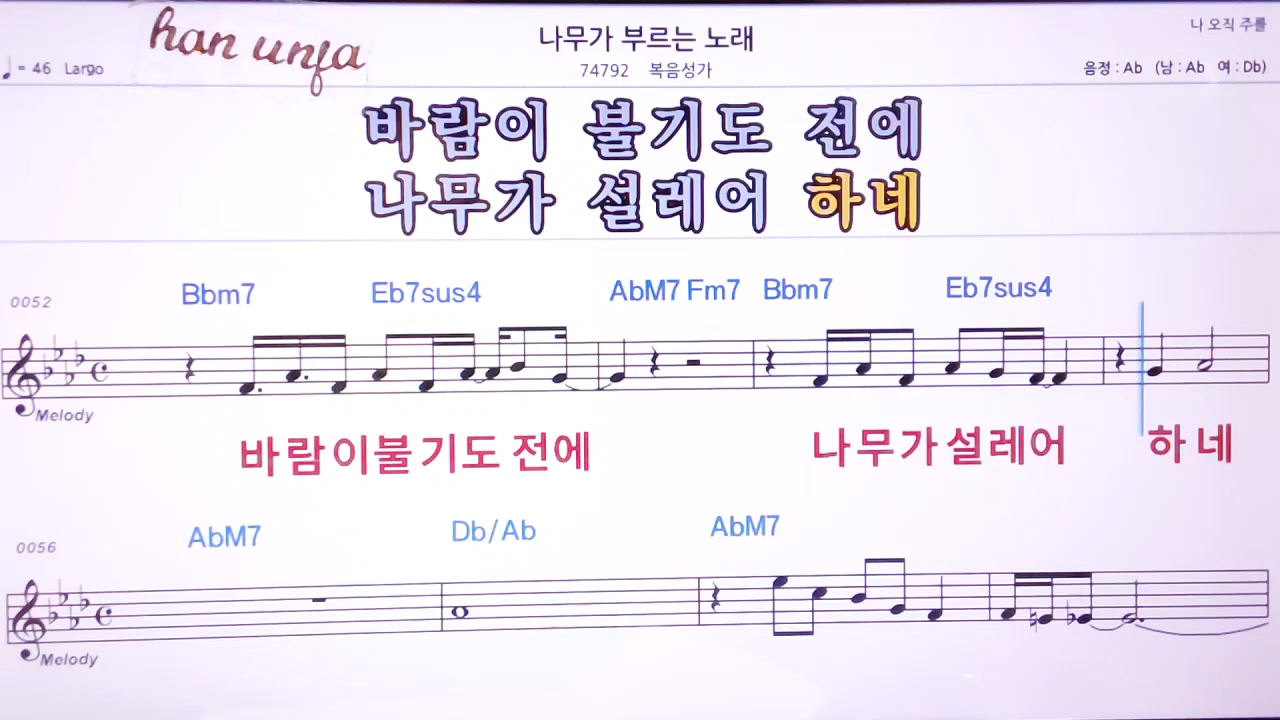 han unja
나무가 부르는 노래
나 오직 주를
♩= 46 Largo
74792 복음성가
음정 : Ab (남 : Ab 여 : Db)
바람이 불기도 전에
나무가 설레어 하네
0052 Bbm7 Eb7sus4 AbM7 Fm7 Bbm7 Eb7sus4
Melody
바람이불기도 전에 나무가설레어 하네
0056 AbM7 Db/Ab AbM7
Melody